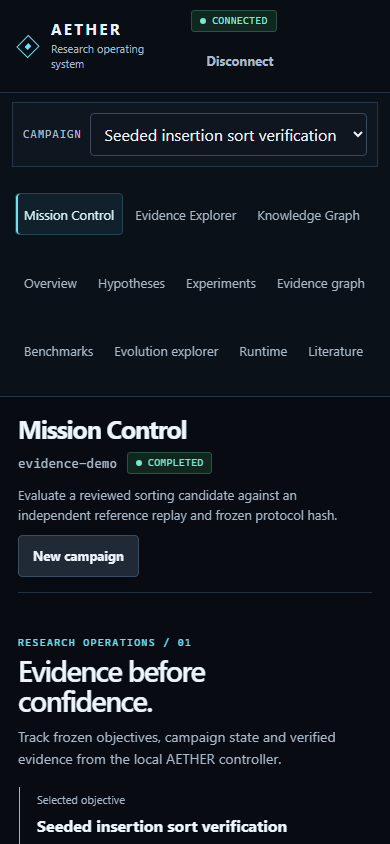 AETHER
Research operating
system
CONNECTED
Disconnect
CAMPAIGN
Seeded insertion sort verification
Mission Control
Evidence Explorer
Knowledge Graph
Overview
Hypotheses
Experiments
Evidence graph
Benchmarks
Evolution explorer
Runtime
Literature
Mission Control
evidence-demo
COMPLETED
Evaluate a reviewed sorting candidate against an
independent reference replay and frozen protocol hash.
New campaign
RESEARCH OPERATIONS / 01
Evidence before
confidence.
Track frozen objectives, campaign state and verified
evidence from the local AETHER controller.
Selected objective
Seeded insertion sort verification